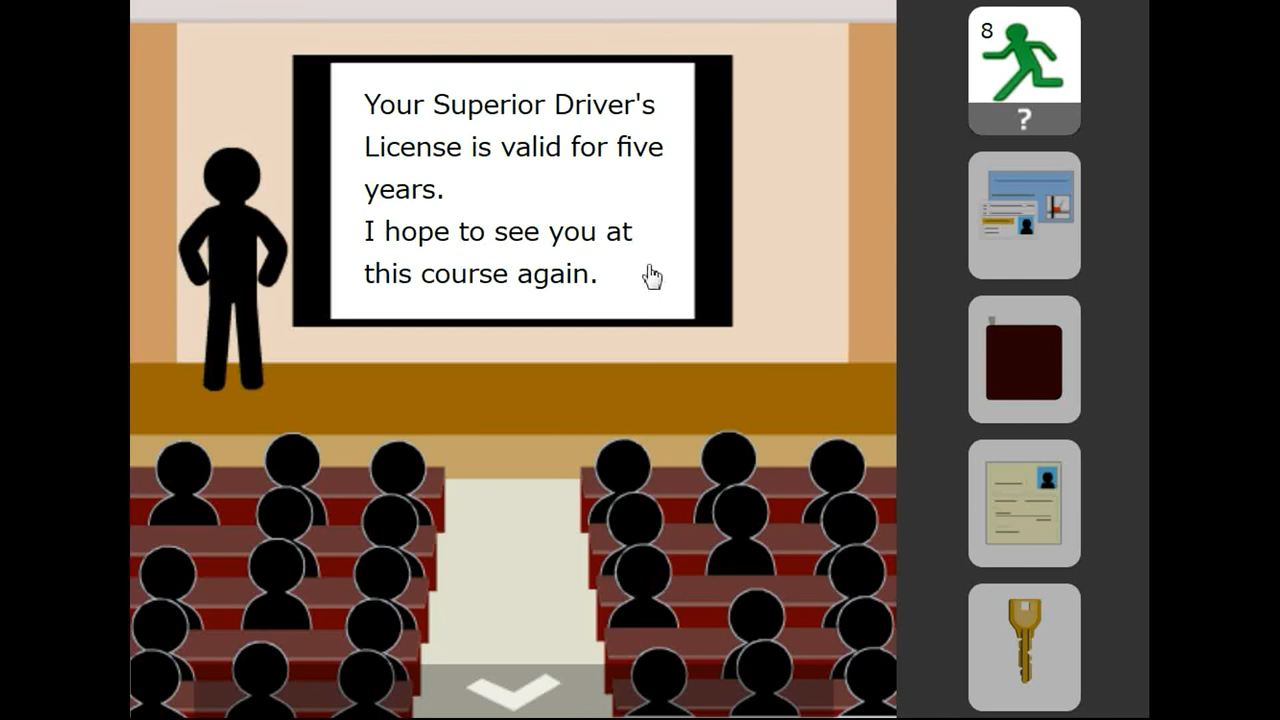 8
?
Your Superior Driver's
License is valid for five
years.
I hope to see you at
this course again.